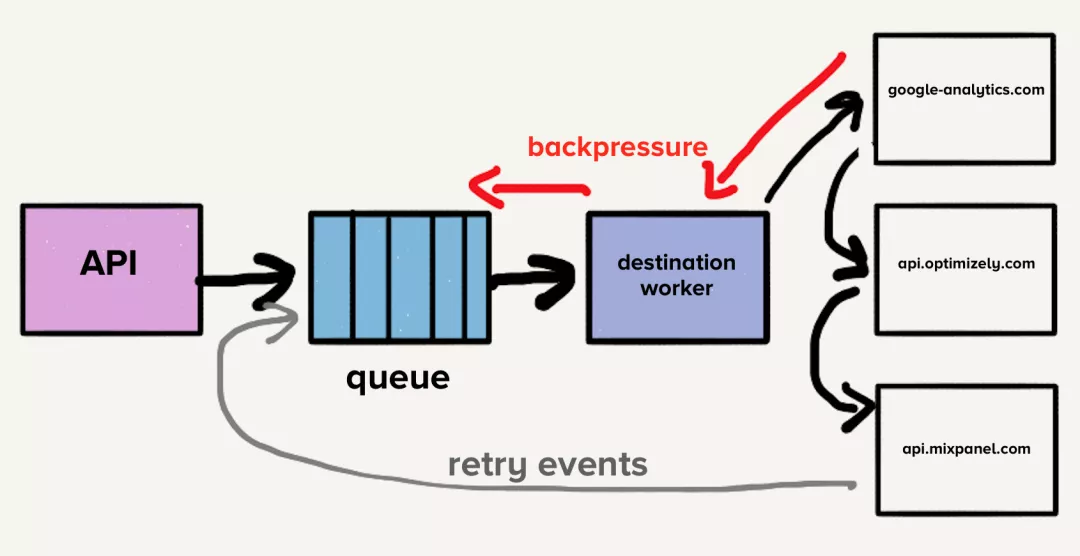 google-analytics.com
backpressure
API
destination
worker
api.optimizely.com
queue
api.mixpanel.com
retry events